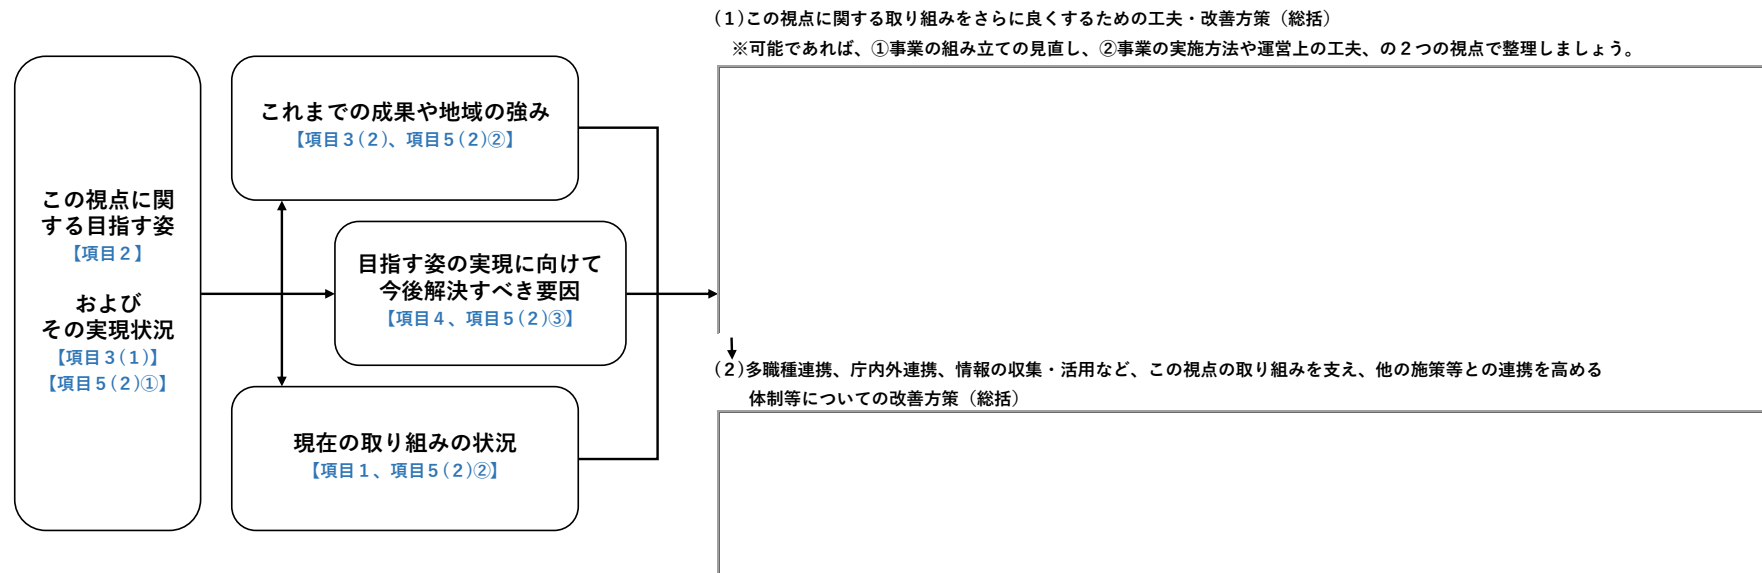 この視点に関
する目指す姿
【項目２】
および
その実現状況
【項目３(１)】
【項目５(２)①】
これまでの成果や地域の強み
【項目３(２)、項目５(２)②】
目指す姿の実現に向けて
今後解決すべき要因
【項目４、項目５(２)③】
現在の取り組みの状況
【項目１、項目５(２)②】
(１)この視点に関する取り組みをさらに良くするための工夫・改善方策（総括）
※可能であれば、①事業の組み立ての見直し、②事業の実施方法や運営上の工夫、の２つの視点で整理しましょう。
(２)多職種連携、庁内外連携、情報の収集・活用など、この視点の取り組みを支え、他の施策等との連携を高める
体制等についての改善方策（総括）